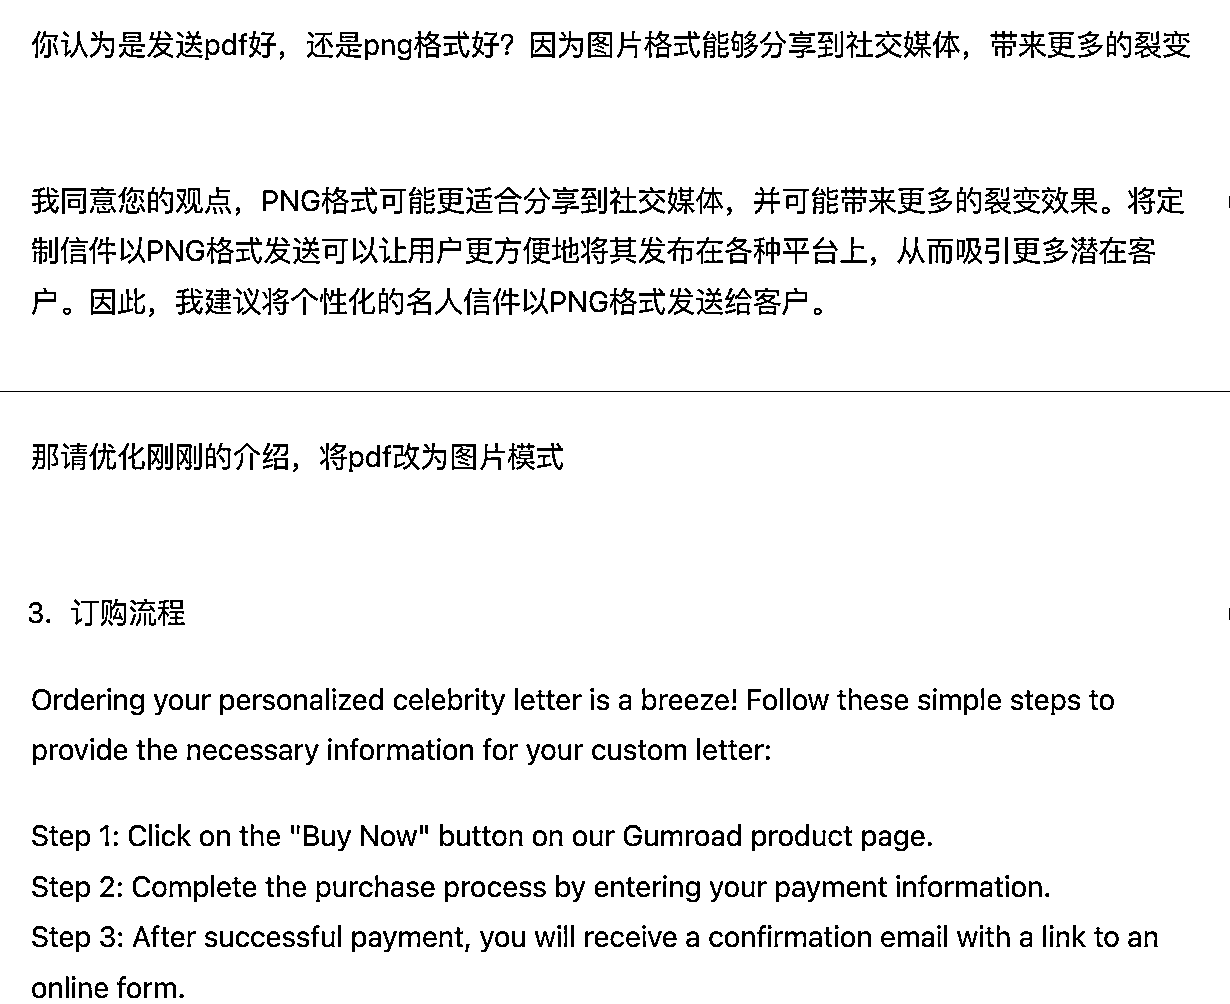 你认为是发送pdf好，还是png格式好？因为图片格式能够分享到社交媒体，带来更多的裂变
我同意您的观点，PNG格式可能更适合分享到社交媒体，并可能带来更多的裂变效果。将定
制信件以PNG格式发送可以让用户更方便地将其发布在各种平台上，从而吸引更多潜在客
户。因此，我建议将个性化的名人信件以PNG格式发送给客户。
那请优化刚刚的介绍，将pdf改为图片模式
3. 订购流程
Ordering your personalized celebrity letter is a breeze! Follow these simple steps to
provide the necessary information for your custom letter:
Step 1: Click on the "Buy Now" button on our Gumroad product page.
Step 2: Complete the purchase process by entering your payment information.
Step 3: After successful payment, you will receive a confirmation email with a link to an
online form.